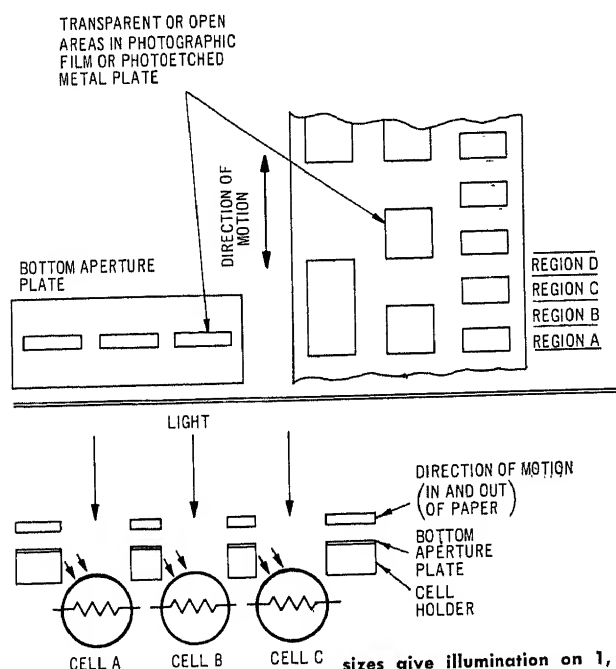 TRANSPARENT OR OPEN
AREAS IN PHOTOGRAPHIC
FILM OR PHOTOETCHED
METAL PLATE
DIRECTION OF
MOTION
BOTTOM APERTURE
PLATE
REGION D
REGION C
REGION B
REGION A
LIGHT
DIRECTION OF MOTION
(IN AND OUT)
OF PAPER
BOTTOM
APERTURE
PLATE
CELL
HOLDER
CELL A
CELL B
CELL C
sizes give illumination on 1,